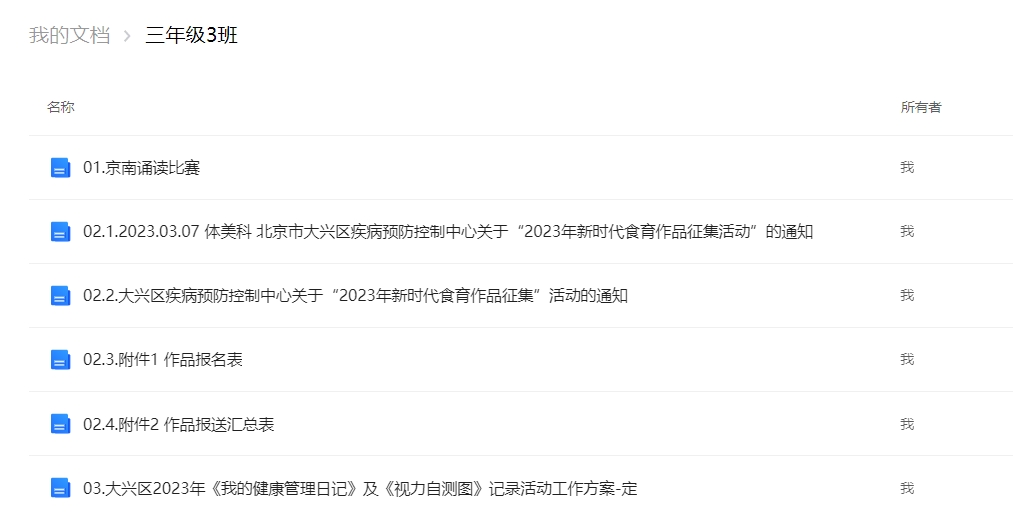 我的文档 > 三年级3班
名称 所有者
01.京南诵读比赛 我
02.1.2023.03.07 体美科 北京市大兴区疾病预防控制中心关于“2023年新时代食育作品征集活动”的通知 我
02.2.大兴区疾病预防控制中心关于“2023年新时代食育作品征集”活动的通知 我
02.3.附件1 作品报名表 我
02.4.附件2 作品报送汇总表 我
03.大兴区2023年《我的健康管理日记》及《视力自测图》记录活动工作方案-定 我